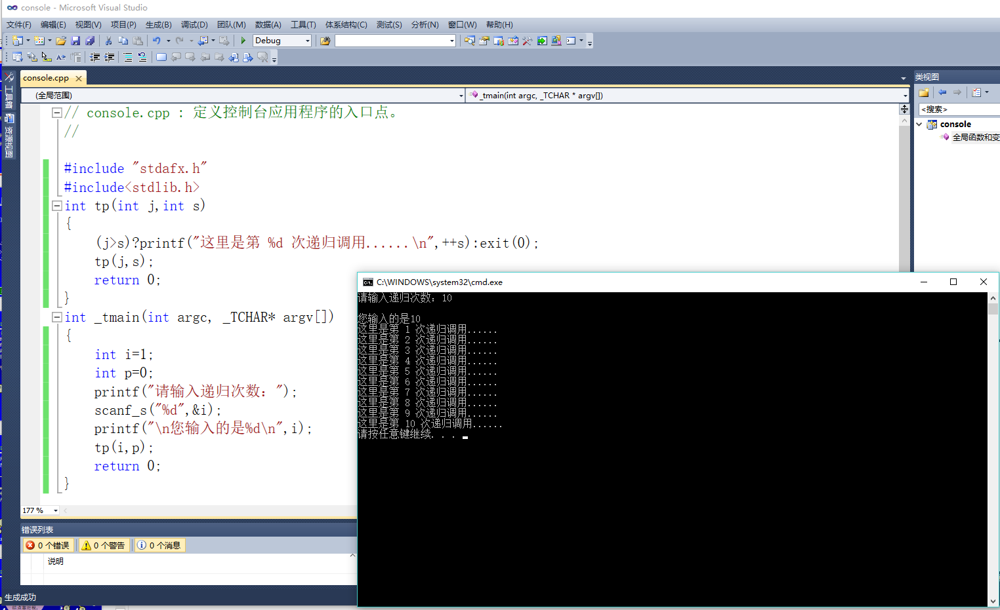 console - Microsoft Visual Studio
文件(F) 编辑(E) 视图(V) 项目(P) 生成(B) 调试(D) 团队(M) 数据(A) 工具(T) 体系结构(C) 测试(S) 分析(N) 窗口(W) 帮助(H)
Debug
工具箱
资源视图
console.cpp
(全局范围)
_tmain(int argc, _TCHAR * argv[])
// console.cpp : 定义控制台应用程序的入口点。
//
#include "stdafx.h"
#include<stdlib.h>
int tp(int j,int s)
{
(j>s)?printf("这里是第 %d 次递归调用......\n",++s):exit(0);
tp(j,s);
return 0;
}
int _tmain(int argc, _TCHAR* argv[])
{
int i=1;
int p=0;
printf("请输入递归次数：");
scanf_s("%d",&i);
printf("\n您输入的是%d\n",i);
tp(i,p);
return 0;
}
177 %
错误列表
0 个错误 0 个警告 0 个消息
说明
生成成功
类视图
<搜索>
console
全局函数和变
C:\WINDOWS\system32\cmd.exe
请输入递归次数：10
您输入的是10
这里是第 1 次递归调用......
这里是第 2 次递归调用......
这里是第 3 次递归调用......
这里是第 4 次递归调用......
这里是第 5 次递归调用......
这里是第 6 次递归调用......
这里是第 7 次递归调用......
这里是第 8 次递归调用......
这里是第 9 次递归调用......
这里是第 10 次递归调用......
请按任意键继续. . .